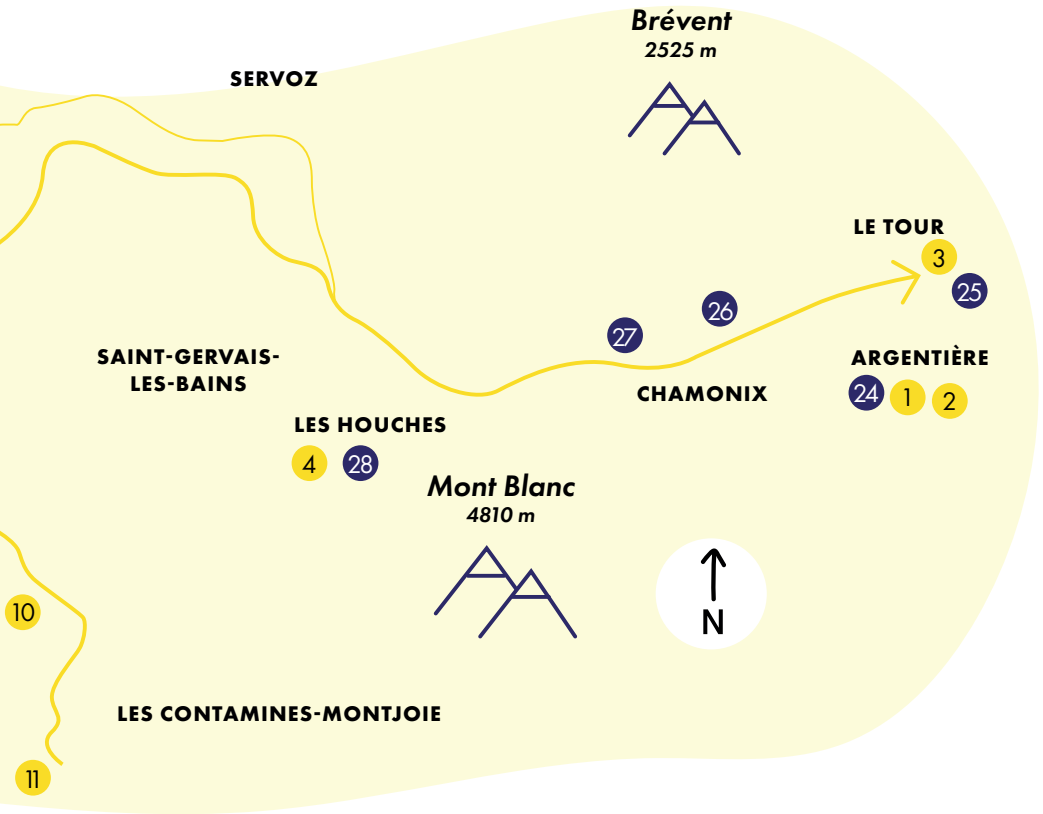 Brévent
2525 m
SERVOZ
LE TOUR
3
25
26
27
SAINT-GERVAIS-
LES-BAINS
ARGENTIÈRE
24 1 2
CHAMONIX
LES HOUCHES
4 28
Mont Blanc
4810 m
N
10
LES CONTAMINES-MONTJOIE
11